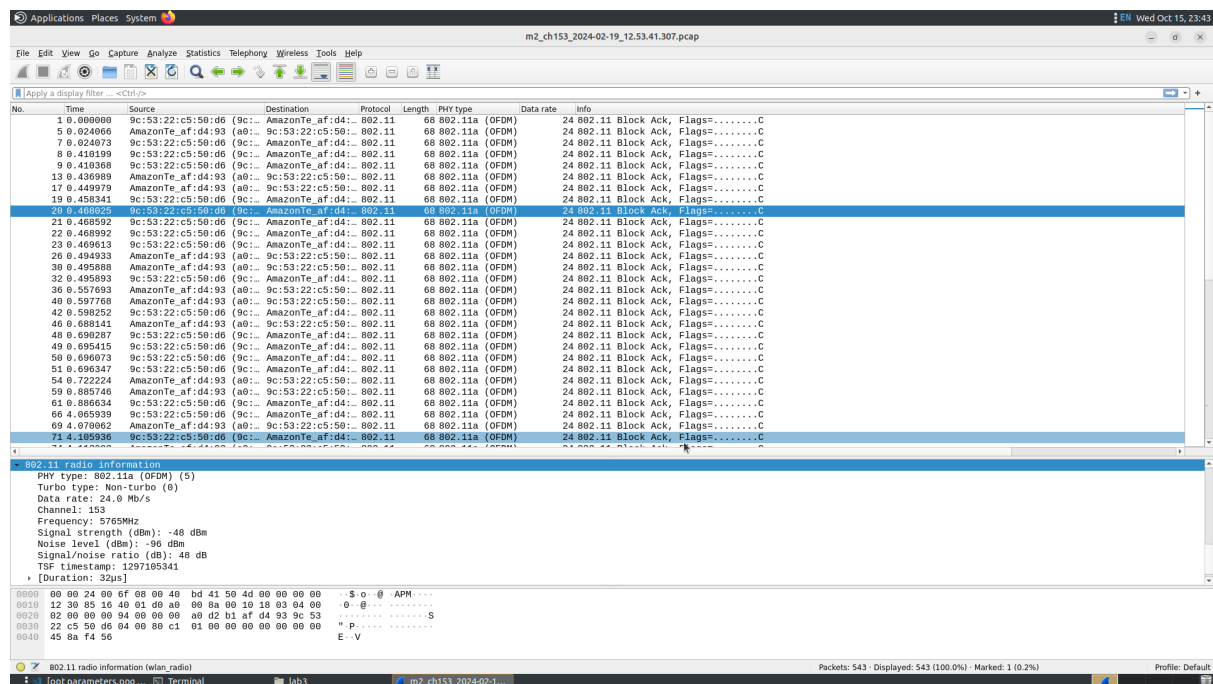 Applications Places System EN Wed Oct 15, 23:43
m2_ch153_2024-02-19_12.53.41.307.pcap
File Edit View Go Capture Analyze Statistics Telephony Wireless Tools Help
Apply a display filter ... <Ctrl-/>
No. Time Source Destination Protocol Length PHY type Data rate Info
1 0.000000 9c:53:22:c5:50:d6 (9c:… AmazonTe_af:d4:… 802.11 68 802.11a (OFDM) 24 802.11 Block Ack, Flags=........C
5 0.024066 AmazonTe_af:d4:93 (a0:… 9c:53:22:c5:50:… 802.11 68 802.11a (OFDM) 24 802.11 Block Ack, Flags=........C
7 0.024073 9c:53:22:c5:50:d6 (9c:… AmazonTe_af:d4:… 802.11 68 802.11a (OFDM) 24 802.11 Block Ack, Flags=........C
8 0.410199 9c:53:22:c5:50:d6 (9c:… AmazonTe_af:d4:… 802.11 68 802.11a (OFDM) 24 802.11 Block Ack, Flags=........C
9 0.410368 9c:53:22:c5:50:d6 (9c:… AmazonTe_af:d4:… 802.11 68 802.11a (OFDM) 24 802.11 Block Ack, Flags=........C
13 0.436989 AmazonTe_af:d4:93 (a0:… 9c:53:22:c5:50:… 802.11 68 802.11a (OFDM) 24 802.11 Block Ack, Flags=........C
17 0.449979 AmazonTe_af:d4:93 (a0:… 9c:53:22:c5:50:… 802.11 68 802.11a (OFDM) 24 802.11 Block Ack, Flags=........C
19 0.458341 9c:53:22:c5:50:d6 (9c:… AmazonTe_af:d4:… 802.11 68 802.11a (OFDM) 24 802.11 Block Ack, Flags=........C
20 0.468025 9c:53:22:c5:50:d6 (9c:… AmazonTe_af:d4:… 802.11 68 802.11a (OFDM) 24 802.11 Block Ack, Flags=........C
21 0.468592 9c:53:22:c5:50:d6 (9c:… AmazonTe_af:d4:… 802.11 68 802.11a (OFDM) 24 802.11 Block Ack, Flags=........C
22 0.468992 9c:53:22:c5:50:d6 (9c:… AmazonTe_af:d4:… 802.11 68 802.11a (OFDM) 24 802.11 Block Ack, Flags=........C
23 0.469613 9c:53:22:c5:50:d6 (9c:… AmazonTe_af:d4:… 802.11 68 802.11a (OFDM) 24 802.11 Block Ack, Flags=........C
26 0.494933 AmazonTe_af:d4:93 (a0:… 9c:53:22:c5:50:… 802.11 68 802.11a (OFDM) 24 802.11 Block Ack, Flags=........C
30 0.495888 AmazonTe_af:d4:93 (a0:… 9c:53:22:c5:50:… 802.11 68 802.11a (OFDM) 24 802.11 Block Ack, Flags=........C
32 0.495893 9c:53:22:c5:50:d6 (9c:… AmazonTe_af:d4:… 802.11 68 802.11a (OFDM) 24 802.11 Block Ack, Flags=........C
36 0.557693 AmazonTe_af:d4:93 (a0:… 9c:53:22:c5:50:… 802.11 68 802.11a (OFDM) 24 802.11 Block Ack, Flags=........C
40 0.597768 AmazonTe_af:d4:93 (a0:… 9c:53:22:c5:50:… 802.11 68 802.11a (OFDM) 24 802.11 Block Ack, Flags=........C
42 0.598252 9c:53:22:c5:50:d6 (9c:… AmazonTe_af:d4:… 802.11 68 802.11a (OFDM) 24 802.11 Block Ack, Flags=........C
46 0.688141 AmazonTe_af:d4:93 (a0:… 9c:53:22:c5:50:… 802.11 68 802.11a (OFDM) 24 802.11 Block Ack, Flags=........C
48 0.690287 9c:53:22:c5:50:d6 (9c:… AmazonTe_af:d4:… 802.11 68 802.11a (OFDM) 24 802.11 Block Ack, Flags=........C
49 0.695415 9c:53:22:c5:50:d6 (9c:… AmazonTe_af:d4:… 802.11 68 802.11a (OFDM) 24 802.11 Block Ack, Flags=........C
50 0.696073 9c:53:22:c5:50:d6 (9c:… AmazonTe_af:d4:… 802.11 68 802.11a (OFDM) 24 802.11 Block Ack, Flags=........C
51 0.696347 9c:53:22:c5:50:d6 (9c:… AmazonTe_af:d4:… 802.11 68 802.11a (OFDM) 24 802.11 Block Ack, Flags=........C
54 0.722224 AmazonTe_af:d4:93 (a0:… 9c:53:22:c5:50:… 802.11 68 802.11a (OFDM) 24 802.11 Block Ack, Flags=........C
59 0.885746 AmazonTe_af:d4:93 (a0:… 9c:53:22:c5:50:… 802.11 68 802.11a (OFDM) 24 802.11 Block Ack, Flags=........C
61 0.886634 9c:53:22:c5:50:d6 (9c:… AmazonTe_af:d4:… 802.11 68 802.11a (OFDM) 24 802.11 Block Ack, Flags=........C
66 4.065939 9c:53:22:c5:50:d6 (9c:… AmazonTe_af:d4:… 802.11 68 802.11a (OFDM) 24 802.11 Block Ack, Flags=........C
69 4.070062 AmazonTe_af:d4:93 (a0:… 9c:53:22:c5:50:… 802.11 68 802.11a (OFDM) 24 802.11 Block Ack, Flags=........C
71 4.105936 9c:53:22:c5:50:d6 (9c:… AmazonTe_af:d4:… 802.11 68 802.11a (OFDM) 24 802.11 Block Ack, Flags=........C
802.11 radio information
PHY type: 802.11a (OFDM) (5)
Turbo type: Non-turbo (0)
Data rate: 24.0 Mb/s
Channel: 153
Frequency: 5765MHz
Signal strength (dBm): -48 dBm
Noise level (dBm): -96 dBm
Signal/noise ratio (dB): 48 dB
TSF timestamp: 1297105341
[Duration: 32µs]
0000 00 00 24 00 6f 08 00 40 bd 41 50 4d 00 00 00 00 ··$·o··@ ·APM····
0010 12 30 85 16 40 01 d0 a0 00 8a 00 10 18 03 04 00 ·0··@··· ········
0020 02 00 00 00 94 00 00 00 a0 d2 b1 af d4 93 9c 53 ········ ·······S
0030 22 c5 50 d6 04 00 80 c1 01 00 00 00 00 00 00 00 "·P····· ········
0040 45 8a f4 56 E··V
802.11 radio information (wlan_radio) Packets: 543 · Displayed: 543 (100.0%) · Marked: 1 (0.2%) Profile: Default
[opt parameters.png ... Terminal lab3 m2_ch153_2024-02-1...